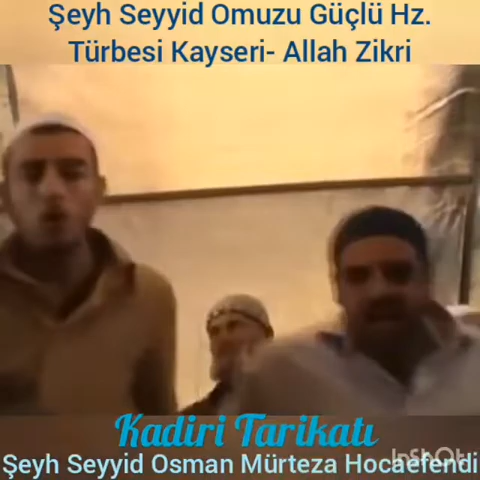 Şeyh Seyyid Omuzu Güçlü Hz.
Türbesi Kayseri- Allah Zikri
Kadiri Tarikatı
InShOt
Şeyh Seyyid Osman Mürteza Hocaefendi